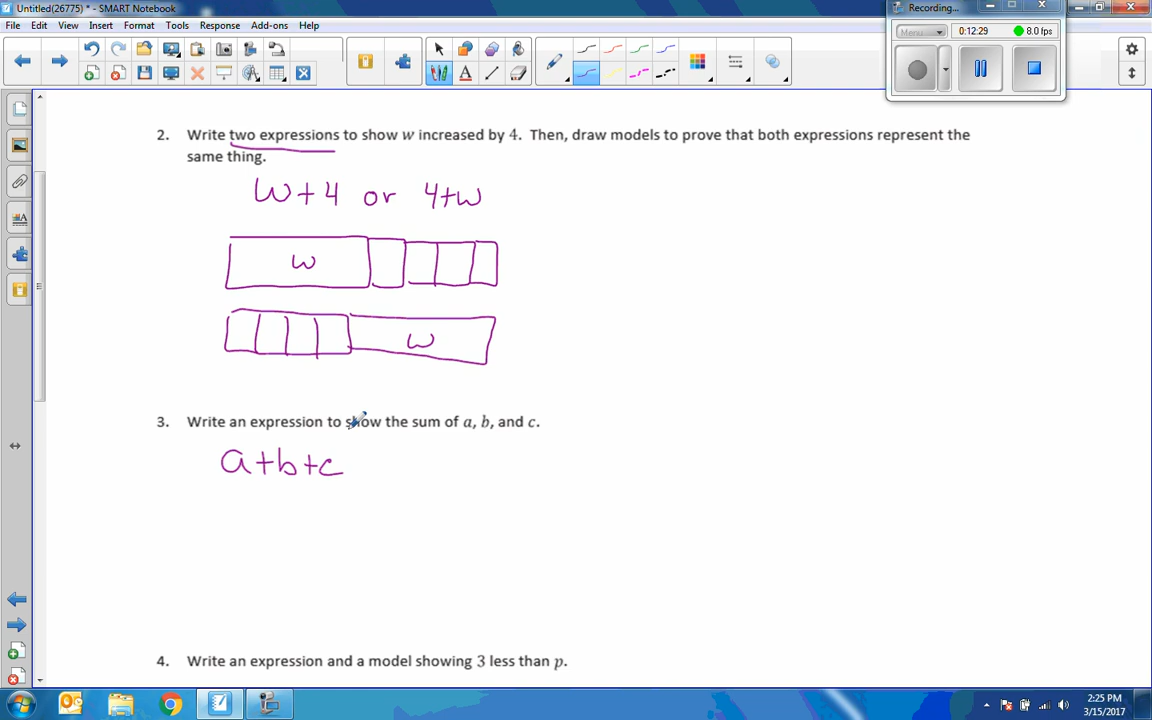 Untitled(26775) * - SMART Notebook
Recording...
File Edit View Insert Format Tools Response Add-ons Help
Menu 0:12:29 8.0 fps
2. Write two expressions to show w increased by 4. Then, draw models to prove that both expressions represent the
same thing.
w+4 or 4+w
w
w
3. Write an expression to show the sum of a, b, and c.
a+b+c
4. Write an expression and a model showing 3 less than p.
2:25 PM
3/15/2017